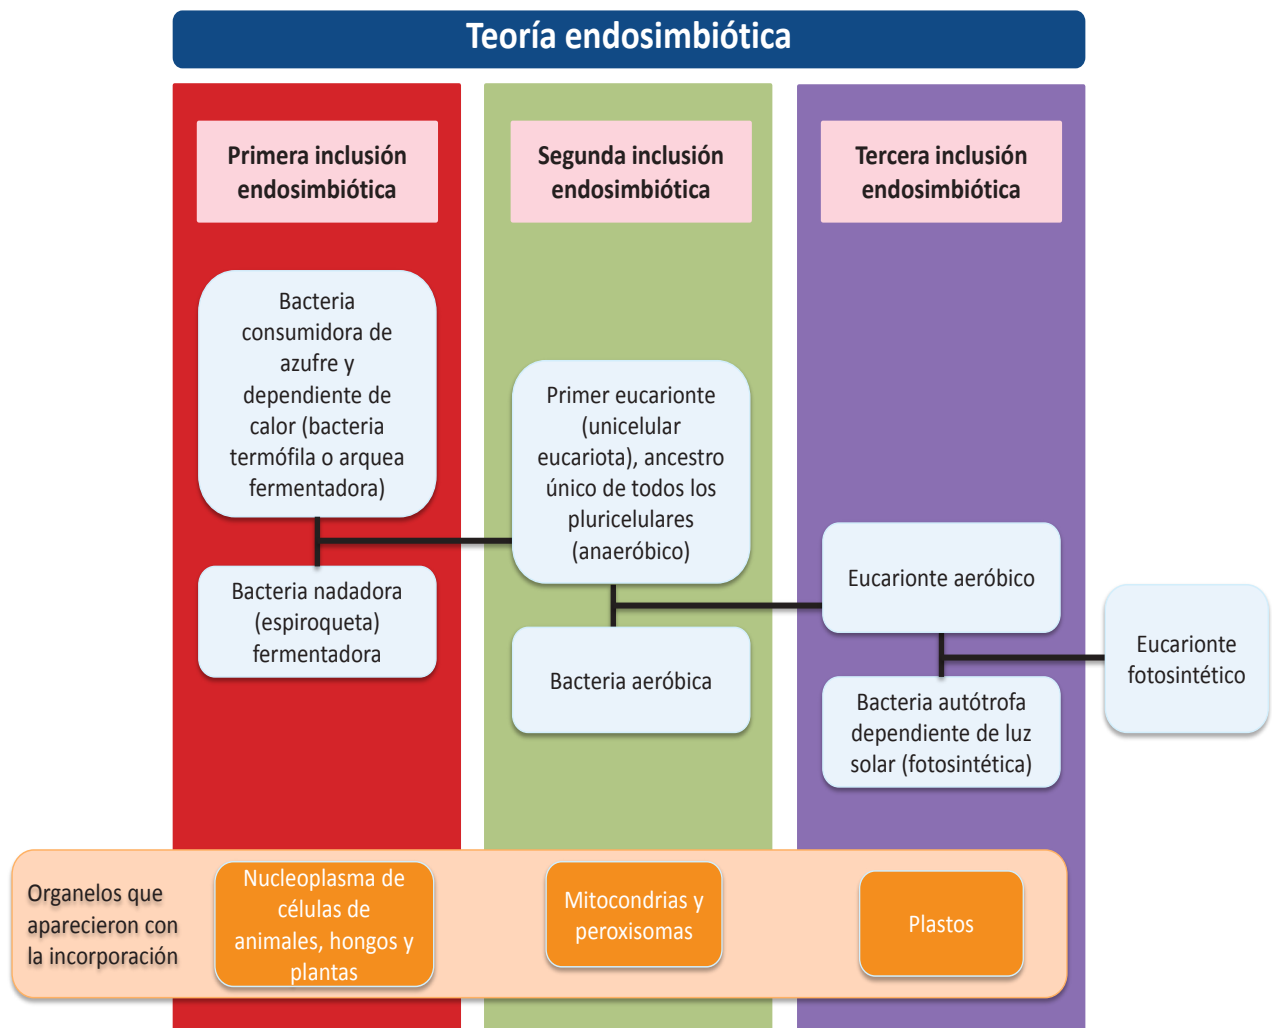 Teoría endosimbiótica
Primera inclusión
endosimbiótica
Segunda inclusión
endosimbiótica
Tercera inclusión
endosimbiótica
Bacteria
consumidora de
azufre y
dependiente de
calor (bacteria
termófila o arquea
fermentadora)
Bacteria nadadora
(espiroqueta)
fermentadora
Primer eucarionte
(unicelular
eucariota), ancestro
único de todos los
pluricelulares
(anaeróbico)
Bacteria aeróbica
Eucarionte aeróbico
Bacteria autótrofa
dependiente de luz
solar (fotosintética)
Eucarionte
fotosintético
Organelos que
aparecieron con
la incorporación
Nucleoplasma de
células de
animales, hongos y
plantas
Mitocondrias y
peroxisomas
Plastos